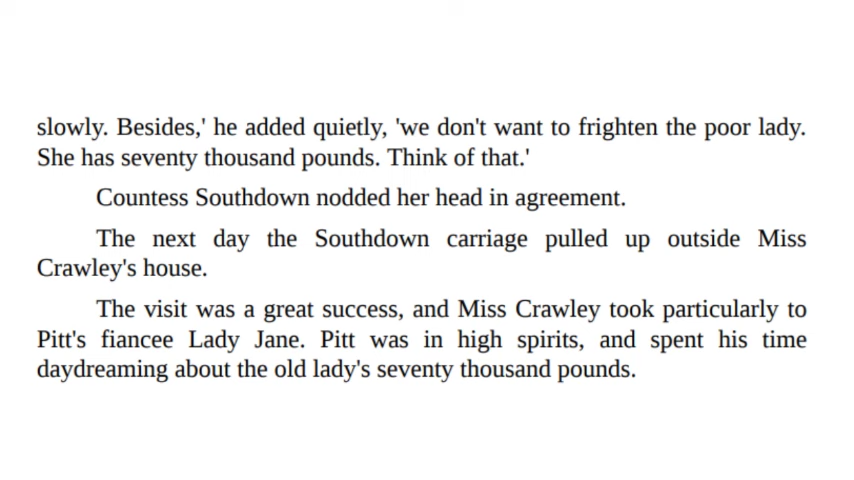 slowly. Besides,' he added quietly, 'we don't want to frighten the poor lady.
She has seventy thousand pounds. Think of that.'
Countess Southdown nodded her head in agreement.
The next day the Southdown carriage pulled up outside Miss
Crawley's house.
The visit was a great success, and Miss Crawley took particularly to
Pitt's fiancee Lady Jane. Pitt was in high spirits, and spent his time
daydreaming about the old lady's seventy thousand pounds.